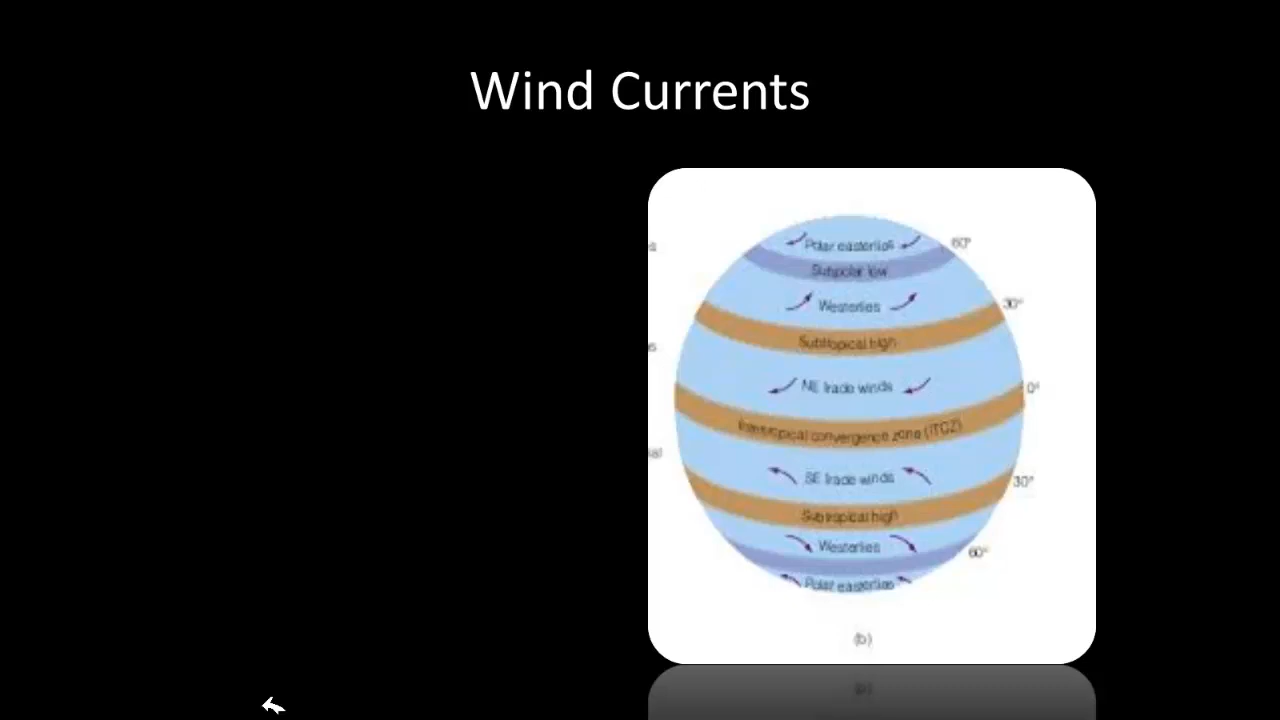 Wind Currents
Polar easterlies
60°
Subpolar low
Westerlies
30°
Subtropical high
NE trade winds
0°
Intertropical convergence zone (ITCZ)
SE trade winds
30°
Subtropical high
Westerlies
60°
Polar easterlies
(b)